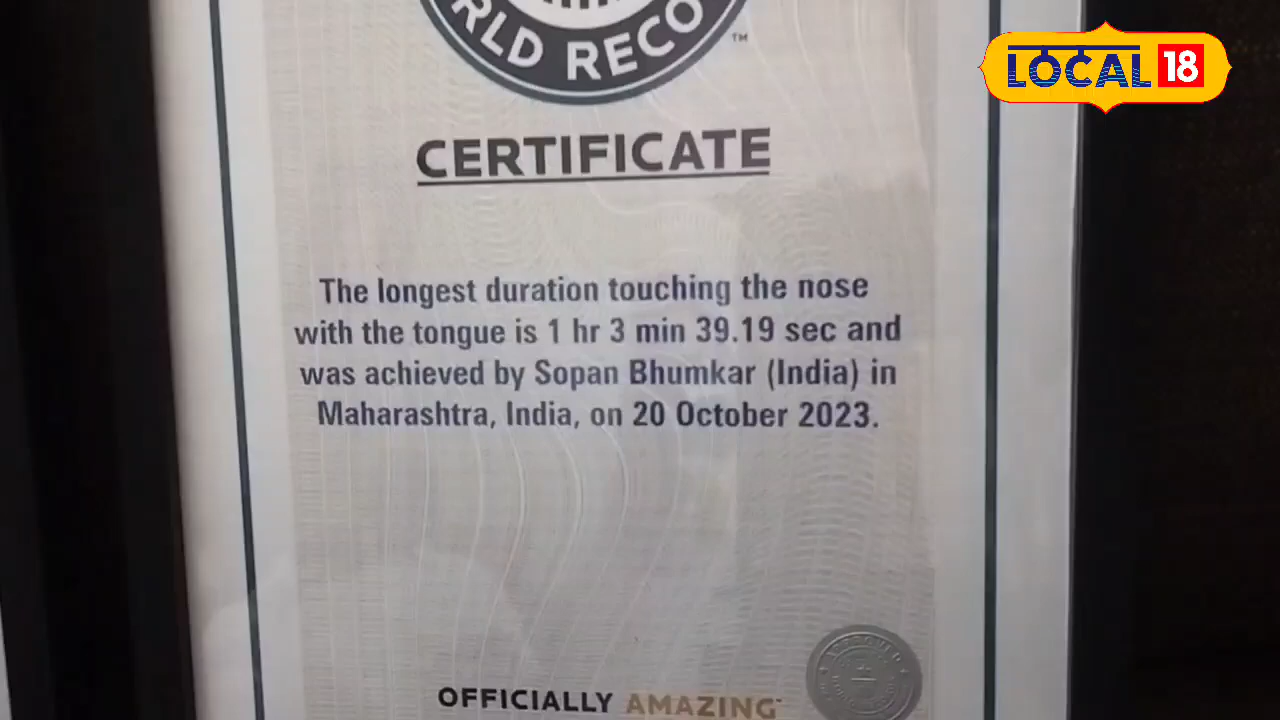 RLD RECO
™
LOCAL 18
CERTIFICATE
The longest duration touching the nose
with the tongue is 1 hr 3 min 39.19 sec and
was achieved by Sopan Bhumkar (India) in
Maharashtra, India, on 20 October 2023.
OFFICIALLY AMAZING